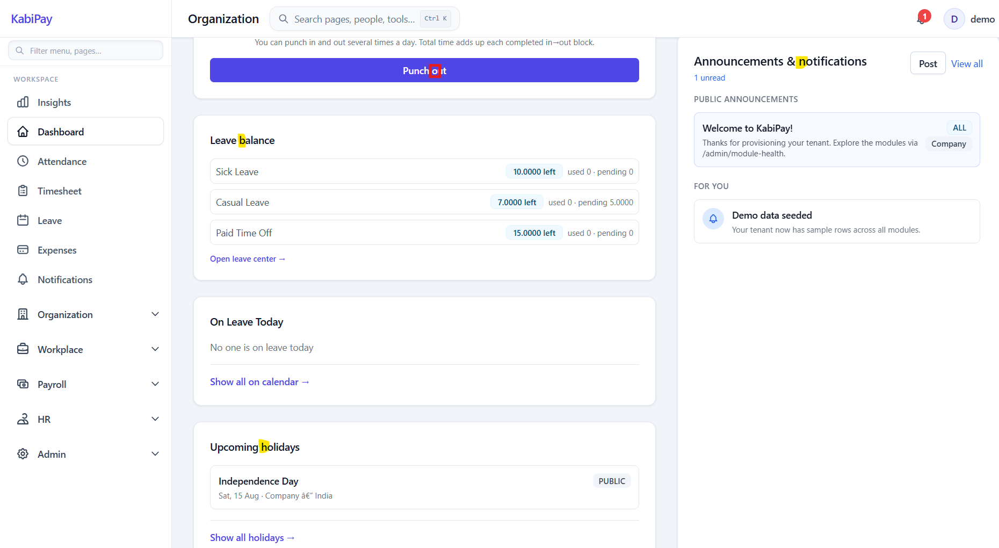 KabiPay
Organization
Search pages, people, tools...
Ctrl K
1
D
demo
Filter menu, pages...
WORKSPACE
Insights
Dashboard
Attendance
Timesheet
Leave
Expenses
Notifications
Organization
Workplace
Payroll
HR
Admin
You can punch in and out several times a day. Total time adds up each completed in→out block.
Punch out
Leave balance
Sick Leave 10.0000 left used 0 · pending 0
Casual Leave 7.0000 left used 0 · pending 5.0000
Paid Time Off 15.0000 left used 0 · pending 0
Open leave center →
On Leave Today
No one is on leave today
Show all on calendar →
Upcoming holidays
Independence Day PUBLIC
Sat, 15 Aug · Company â€” India
Show all holidays →
Announcements & notifications
Post
View all
1 unread
PUBLIC ANNOUNCEMENTS
Welcome to KabiPay! ALL
Thanks for provisioning your tenant. Explore the modules via Company
/admin/module-health.
FOR YOU
Demo data seeded
Your tenant now has sample rows across all modules.